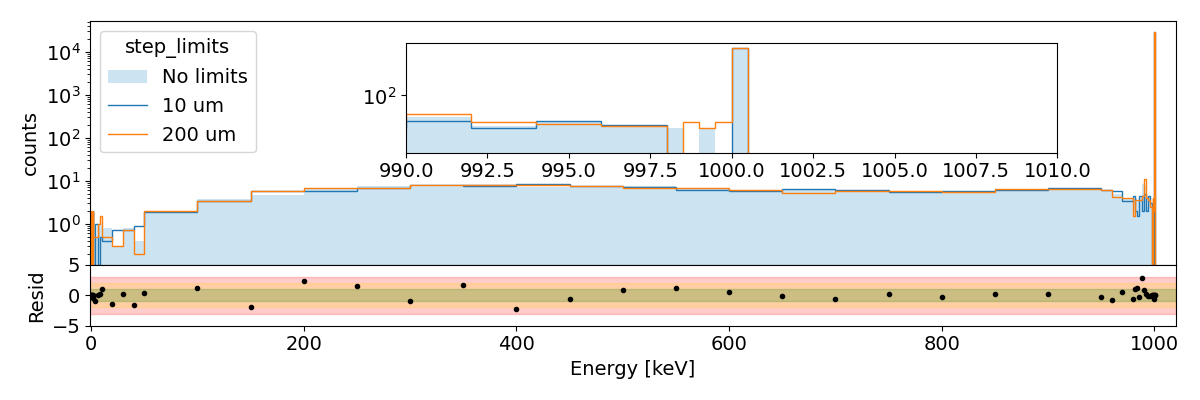 step_limits
No limits
10 um
200 um
counts
10⁴
10³
10²
10¹
10⁰
10²
990.0 992.5 995.0 997.5 1000.0 1002.5 1005.0 1007.5 1010.0
Resid
5
0
−5
0 200 400 600 800 1000
Energy [keV]